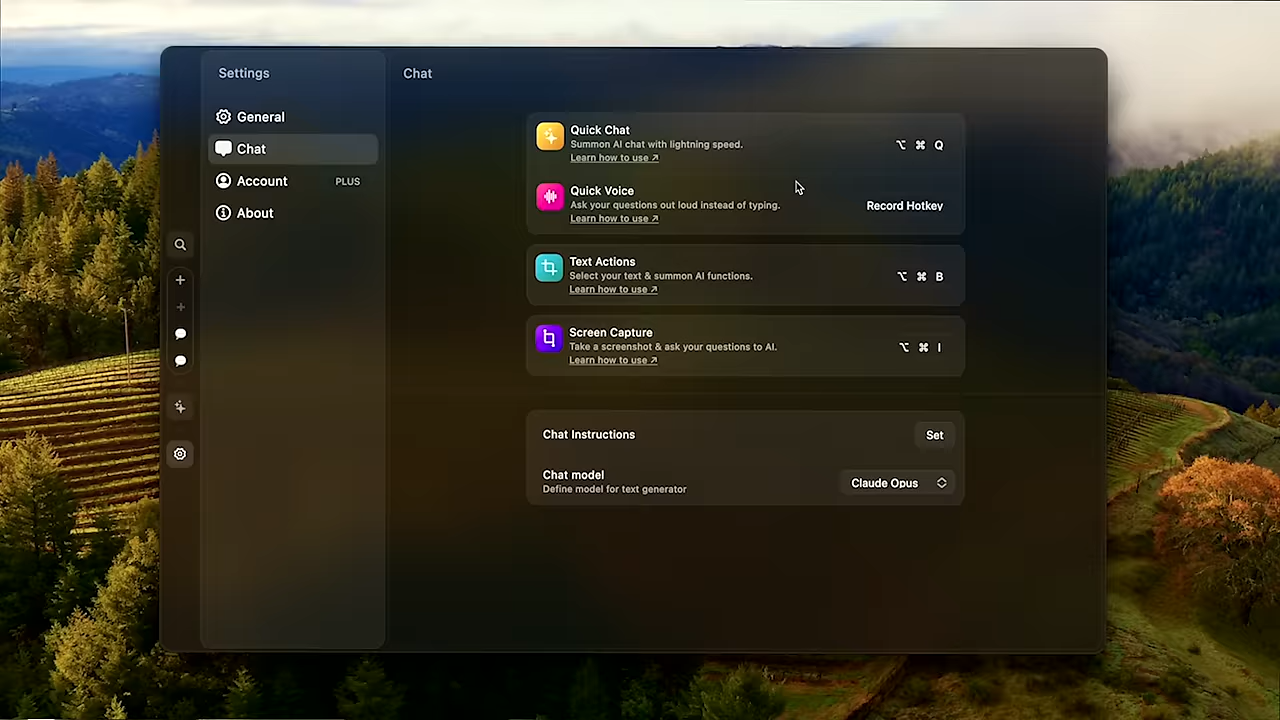 Settings
General
Chat
Account PLUS
About
Chat
Quick Chat
Summon AI chat with lightning speed.
Learn how to use ↗
⌥ ⌘ Q
Quick Voice
Ask your questions out loud instead of typing.
Learn how to use ↗
Record Hotkey
Text Actions
Select your text & summon AI functions.
Learn how to use ↗
⌥ ⌘ B
Screen Capture
Take a screenshot & ask your questions to AI.
Learn how to use ↗
⌥ ⌘ I
Chat Instructions
Set
Chat model
Define model for text generator
Claude Opus